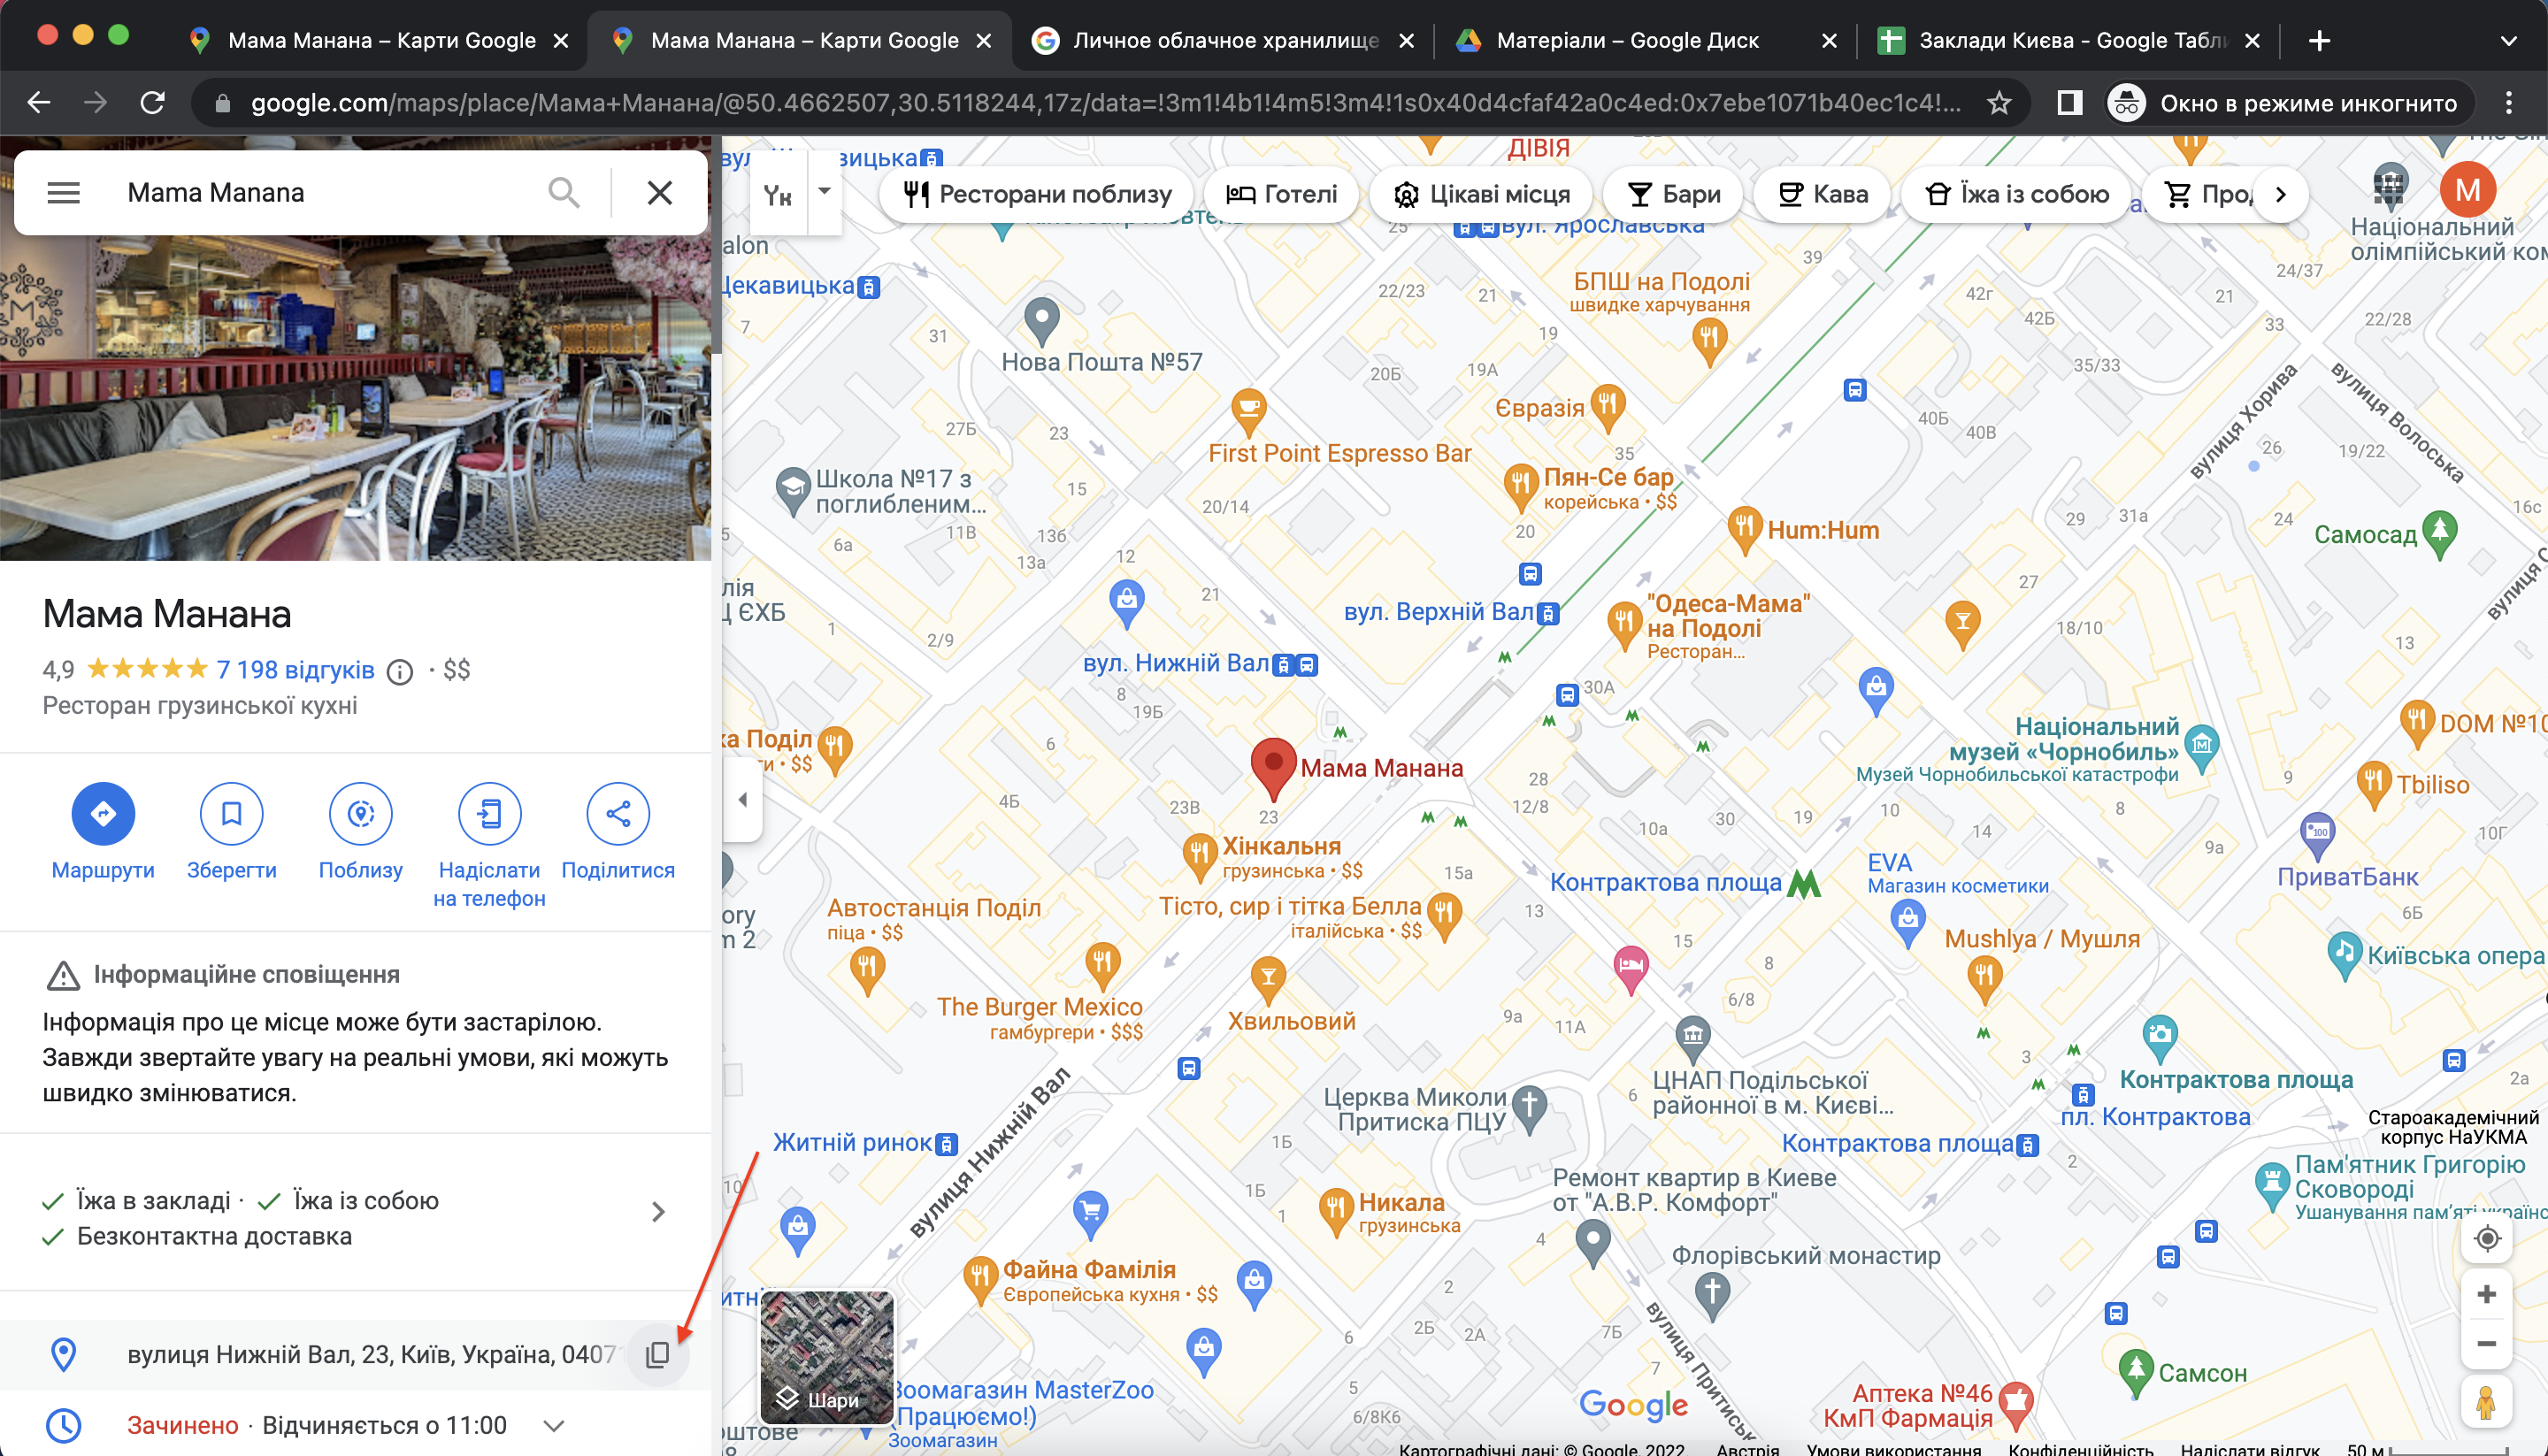 Мама Манана – Карти Google
Мама Манана – Карти Google
Личное облачное хранилище
Матеріали – Google Диск
Заклади Києва - Google Табли
google.com/maps/place/Мама+Манана/@50.4662507,30.5118244,17z/data=!3m1!4b1!4m5!3m4!1s0x40d4cfaf42a0c4ed:0x7ebe1071b40ec1c4!...
Окно в режиме инкогнито
Mama Manana
Ук
Ресторани поблизу
Готелі
Цікаві місця
Бари
Кава
Їжа із собою
M
Мама Манана
4,9 7 198 відгуків · $$
Ресторан грузинської кухні
Маршрути
Зберегти
Поблизу
Надіслати
на телефон
Поділитися
Інформаційне сповіщення
Інформація про це місце може бути застарілою.
Завжди звертайте увагу на реальні умови, які можуть
швидко змінюватися.
Їжа в закладі · Їжа із собою
Безконтактна доставка
вулиця Нижній Вал, 23, Київ, Україна, 0407
Зачинено · Відчиняється о 11:00
ДІВІЯ
вул. Ярославська
Національний
олімпійський ком
alon
Щекавицька
БПШ на Подолі
швидке харчування
Нова Пошта №57
Євразія
First Point Espresso Bar
Школа №17 з
поглибленим...
Пян-Се бар
корейська • $$
Hum:Hum
вулиця Хорива
вулиця Волоська
Самосад
вул. Верхній Вал
"Одеса-Мама"
на Подолі
Ресторан...
вул. Нижній Вал
Мама Манана
Національний
музей «Чорнобиль»
Музей Чорнобильської катастрофи
DOM №10
Tbiliso
ПриватБанк
Хінкальня
грузинська • $$
Контрактова площа
EVA
Магазин косметики
Автостанція Поділ
піца • $$
Тісто, сир і тітка Белла
італійська • $$
Mushlya / Мушля
Київська опера
The Burger Mexico
гамбургери • $$$
Хвильовий
Церква Миколи
Притиска ПЦУ
ЦНАП Подільської
районної в м. Києві...
Контрактова площа
пл. Контрактова
Староакадемічний
корпус НаУКМА
Контрактова площа
Житній ринок
вулиця Нижній Вал
Ремонт квартир в Киеве
от "А.В.Р. Комфорт"
Пам'ятник Григорію
Сковороді
Ушанування пам'яті українс
Никала
грузинська
Файна Фамілія
Європейська кухня • $$
Флорівський монастир
Шари
Зоомагазин MasterZoo
(Працюємо!)
Зоомагазин
Google
Аптека №46
КмП Фармація
Самсон
Картографічні дані: © Google, 2022 Австрія Умови використання Конфіденційність Надіслати відгук 50 м